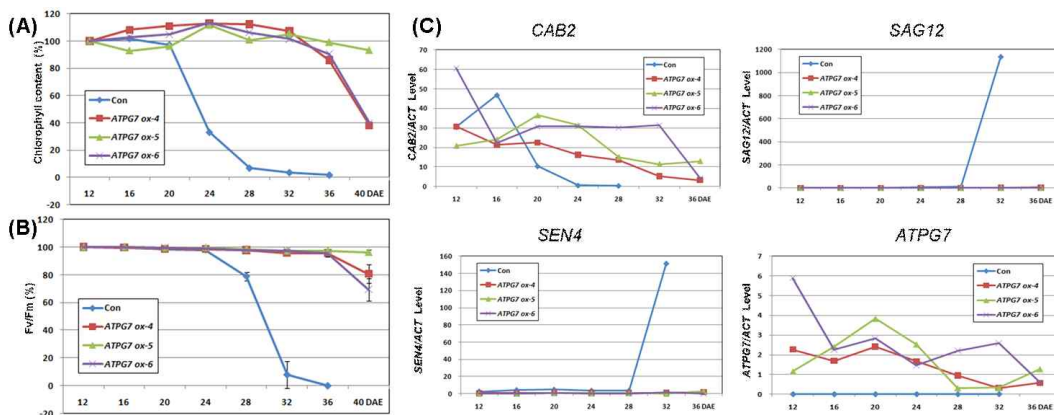 (A)
Chlorophyll content (%)
120
100
80
60
40
20
0
-20
Con
ATPG7 ox-4
ATPG7 ox-5
ATPG7 ox-6
12 16 20 24 28 32 36 40 DAE
(B)
Fv/Fm (%)
120
100
80
60
40
20
0
-20
Con
ATPG7 ox-4
ATPG7 ox-5
ATPG7 ox-6
12 16 20 24 28 32 36 40 DAE
(C)
CAB2
CAB2/ACT Level
70
60
50
40
30
20
10
0
Con
ATPG7 ox-4
ATPG7 ox-5
ATPG7 ox-6
12 16 20 24 28 32 36 DAE
SAG12
SAG12/ACT Level
1200
1000
800
600
400
200
0
Con
ATPG7 ox-4
ATPG7 ox-5
ATPG7 ox-6
12 16 20 24 28 32 36 DAE
SEN4
SEN4/ACT Level
160
140
120
100
80
60
40
20
0
Con
ATPG7 ox-4
ATPG7 ox-5
ATPG7 ox-6
12 16 20 24 28 32 36 DAE
ATPG7
ATPG7/ACT Level
7
6
5
4
3
2
1
0
Con
ATPG7 ox-4
ATPG7 ox-5
ATPG7 ox-6
12 16 20 24 28 32 36 DAE